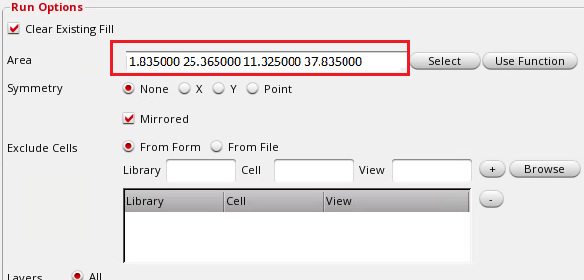 Run Options
Clear Existing Fill
Area 1.835000 25.365000 11.325000 37.835000 Select Use Function
Symmetry None X Y Point
Mirrored
Exclude Cells From Form From File
Library Cell View + Browse
Library Cell View -
Layers All